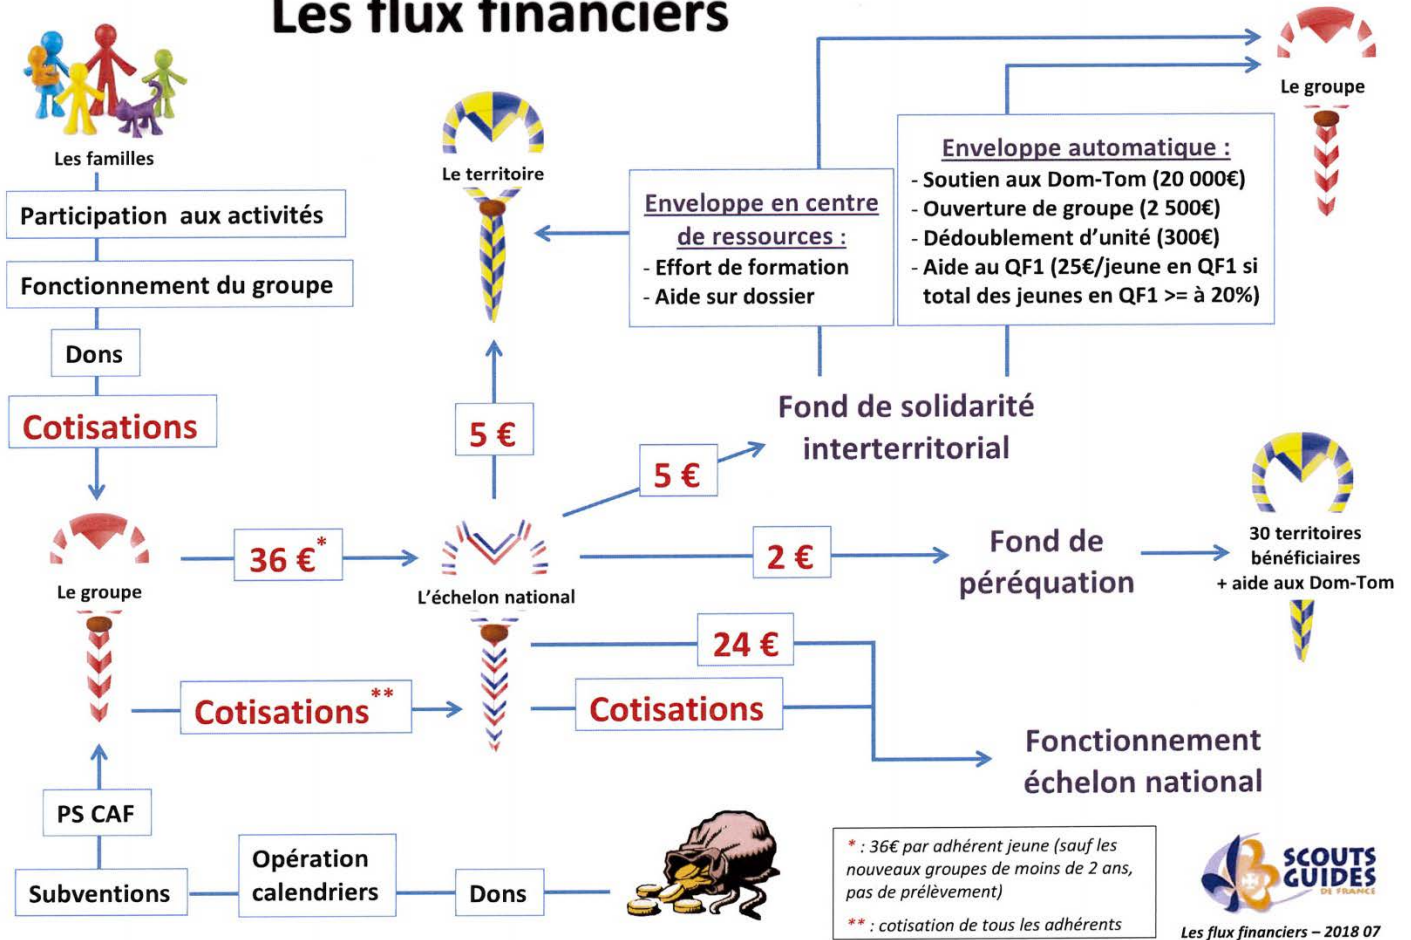 Les flux financiers
Les familles
Participation aux activités
Fonctionnement du groupe
Dons
Cotisations
Le groupe
36 €*
Cotisations**
PS CAF
Subventions
Opération
calendriers
Dons
Le territoire
5 €
L'échelon national
5 €
2 €
24 €
Cotisations
Enveloppe en centre
de ressources :
- Effort de formation
- Aide sur dossier
Enveloppe automatique :
- Soutien aux Dom-Tom (20 000€)
- Ouverture de groupe (2 500€)
- Dédoublement d'unité (300€)
- Aide au QF1 (25€/jeune en QF1 si
total des jeunes en QF1 >= à 20%)
Le groupe
Fond de solidarité
interterritorial
Fond de
péréquation
30 territoires
bénéficiaires
+ aide aux Dom-Tom
Fonctionnement
échelon national
* : 36€ par adhérent jeune (sauf les
nouveaux groupes de moins de 2 ans,
pas de prélèvement)
** : cotisation de tous les adhérents
SCOUTS
GUIDES
DE FRANCE
Les flux financiers – 2018 07